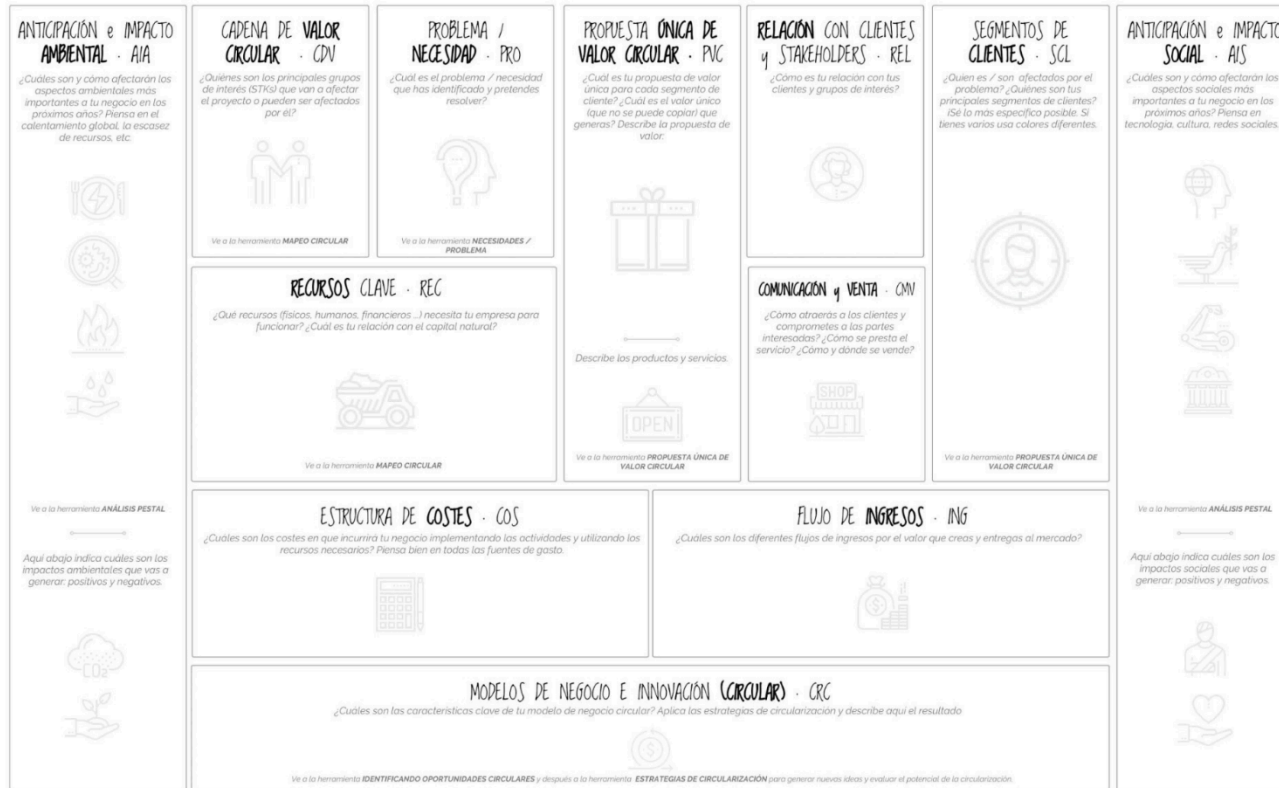 ANTICIPACIÓN e IMPACTO
AMBIENTAL · AIA
¿Cuáles son y cómo afectarán los
aspectos ambientales más
importantes a tu negocio en los
próximos años? Piensa en el
calentamiento global, la escasez
de recursos, etc.
Ve a la herramienta ANÁLISIS PESTAL
Aquí abajo indica cuáles son los
impactos ambientales que vas a
generar: positivos y negativos.
CO2
CADENA DE VALOR
CIRCULAR · CDV
¿Quiénes son los principales grupos
de interés (STKs) que van a afectar
el proyecto o pueden ser afectados
por él?
Ve a la herramienta MAPEO CIRCULAR
PROBLEMA /
NECESIDAD · PRO
¿Cuál es el problema / necesidad
que has identificado y pretendes
resolver?
Ve a la herramienta NECESIDADES /
PROBLEMA
RECURSOS CLAVE · REC
¿Qué recursos (físicos, humanos, financieros ...) necesita tu empresa para
funcionar? ¿Cuál es tu relación con el capital natural?
Ve a la herramienta MAPEO CIRCULAR
PROPUESTA ÚNICA DE
VALOR CIRCULAR · PVC
¿Cuál es tu propuesta de valor
única para cada segmento de
cliente? ¿Cuál es el valor único
(que no se puede copiar) que
generas? Describe la propuesta de
valor:
Describe los productos y servicios.
OPEN
Ve a la herramienta PROPUESTA ÚNICA DE
VALOR CIRCULAR
RELACIÓN CON CLIENTES
y STAKEHOLDERS · REL
¿Cómo es tu relación con tus
clientes y grupos de interés?
COMUNICACIÓN y VENTA · CMV
¿Cómo atraerás a los clientes y
comprometes a las partes
interesadas? ¿Cómo se presta el
servicio? ¿Cómo y dónde se vende?
SHOP
SEGMENTOS DE
CLIENTES · SCL
¿Quien es / son afectados por el
problema? ¿Quiénes son tus
principales segmentos de clientes?
¡Sé lo más específico posible. Si
tienes varios usa colores diferentes.
Ve a la herramienta PROPUESTA ÚNICA DE
VALOR CIRCULAR
ANTICIPACIÓN e IMPACTO
SOCIAL · AIS
¿Cuáles son y cómo afectarán los
aspectos sociales más
importantes a tu negocio en los
próximos años? Piensa en
tecnología, cultura, redes sociales.
Ve a la herramienta ANÁLISIS PESTAL
Aquí abajo indica cuáles son los
impactos sociales que vas a
generar: positivos y negativos.
ESTRUCTURA DE COSTES · COS
¿Cuáles son los costes en que incurrirá tu negocio implementando las actividades y utilizando los
recursos necesarios? Piensa bien en todas las fuentes de gasto.
FLUJO DE INGRESOS · ING
¿Cuáles son los diferentes flujos de ingresos por el valor que creas y entregas al mercado?
MODELOS DE NEGOCIO E INNOVACIÓN (CIRCULAR) · CRC
¿Cuáles son las características clave de tu modelo de negocio circular? Aplica las estrategias de circularización y describe aquí el resultado
Ve a la herramienta IDENTIFICANDO OPORTUNIDADES CIRCULARES y después a la herramienta ESTRATEGIAS DE CIRCULARIZACIÓN para generar nuevas ideas y evaluar el potencial de la circularización.